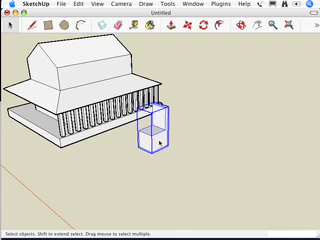 SketchUp File Edit View Camera Draw Tools Window Plugins Help
Untitled
Select objects. Shift to extend select. Drag mouse to select multiple.